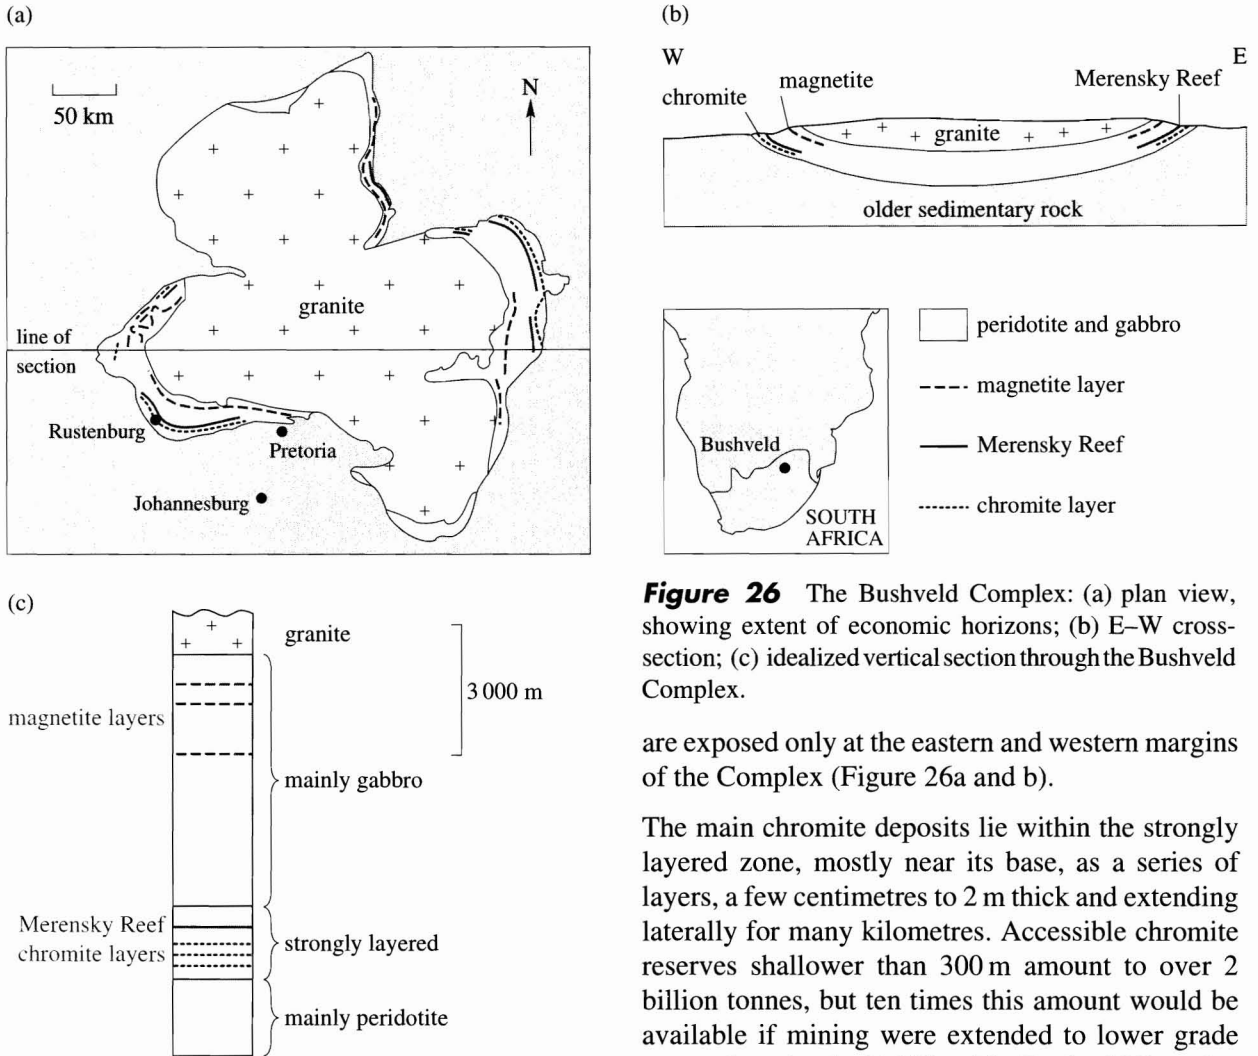 (a)
50 km
N
granite
line of
section
Rustenburg
Pretoria
Johannesburg
(b)
W
E
chromite
magnetite
Merensky Reef
granite
older sedimentary rock
Bushveld
SOUTH
AFRICA
peridotite and gabbro
magnetite layer
Merensky Reef
chromite layer
(c)
granite
3 000 m
magnetite layers
mainly gabbro
Merensky Reef
chromite layers
strongly layered
mainly peridotite
Figure 26 The Bushveld Complex: (a) plan view,
showing extent of economic horizons; (b) E–W cross-
section; (c) idealized vertical section through the Bushveld
Complex.
are exposed only at the eastern and western margins
of the Complex (Figure 26a and b).
The main chromite deposits lie within the strongly
layered zone, mostly near its base, as a series of
layers, a few centimetres to 2 m thick and extending
laterally for many kilometres. Accessible chromite
reserves shallower than 300 m amount to over 2
billion tonnes, but ten times this amount would be
available if mining were extended to lower grade